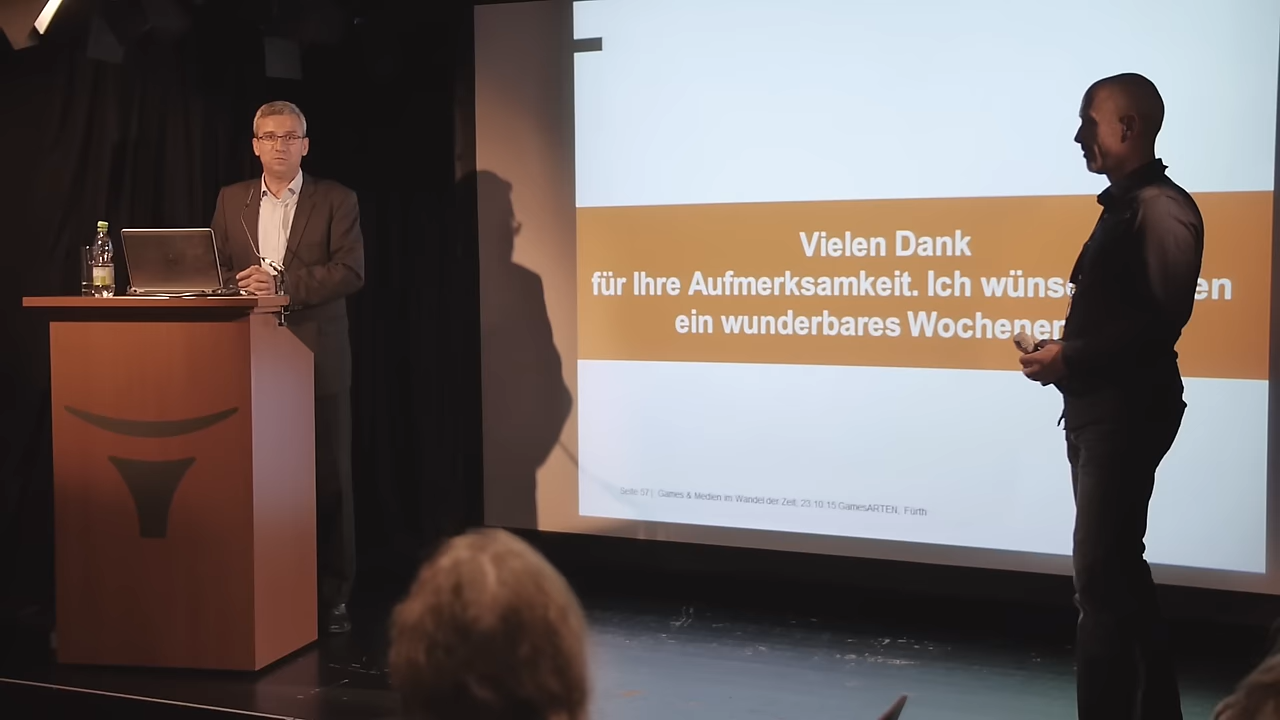 Vielen Dank
für Ihre Aufmerksamkeit. Ich
ein wunderbares
Seite 57 | Games & Medien im Wandel der Zeit, 23.10.15 GamesARTEN, Fürth